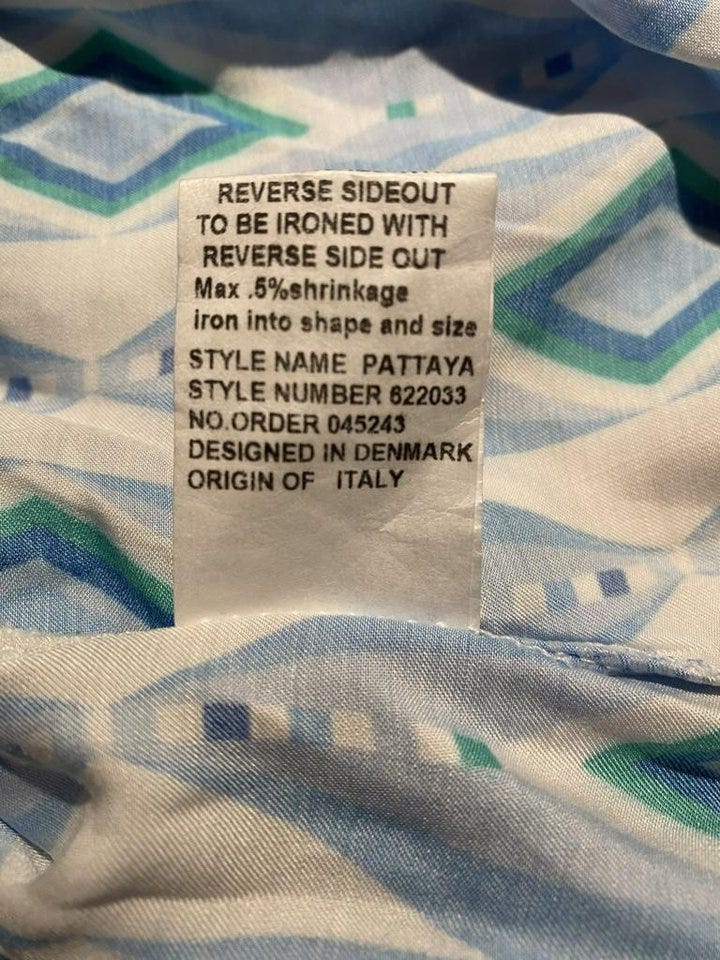 REVERSE SIDEOUT
TO BE IRONED WITH
REVERSE SIDE OUT
Max .5%shrinkage
iron into shape and size
STYLE NAME PATTAYA
STYLE NUMBER 622033
NO.ORDER 045243
DESIGNED IN DENMARK
ORIGIN OF ITALY